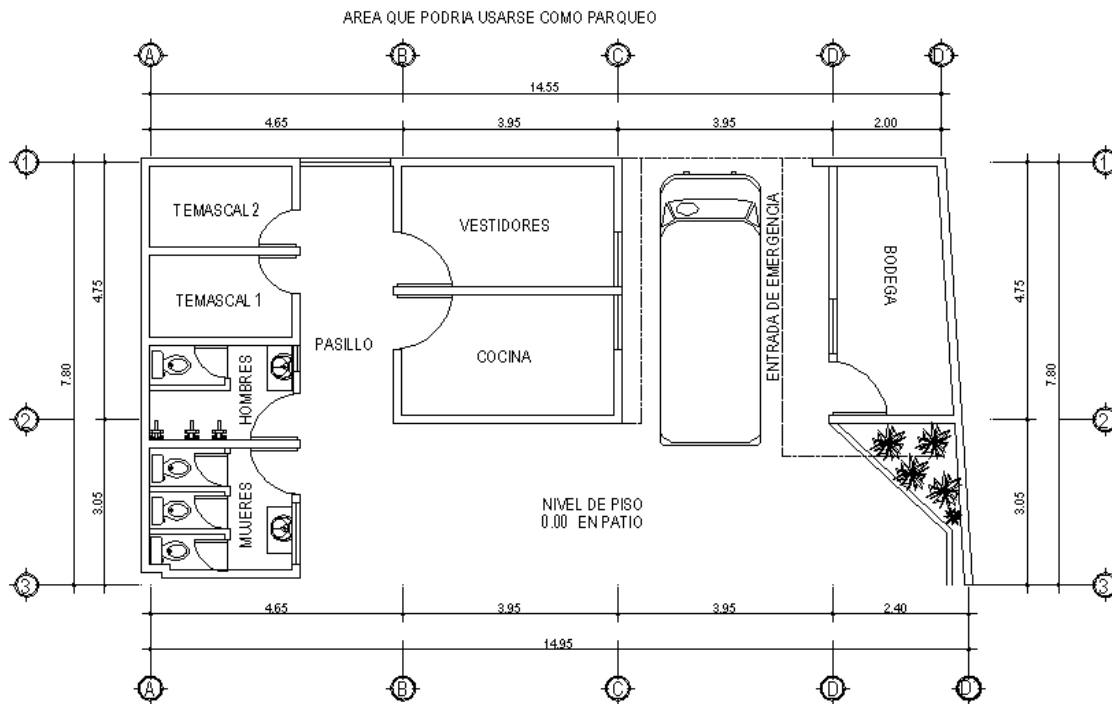 AREA QUE PODRIA USARSE COMO PARQUEO
A B C D D
14.55
4.65 3.95 3.95 2.00
1 1
TEMASCAL 2
VESTIDORES
TEMASCAL 1
4.75
BODEGA
4.75
ENTRADA DE EMERGENCIA
PASILLO
COCINA
7.80
HOMBRES
7.80
2 2
MUJERES
3.05
NIVEL DE PISO
0.00 EN PATIO
3.05
3 3
4.65 3.95 3.95 2.40
14.95
A B C D D